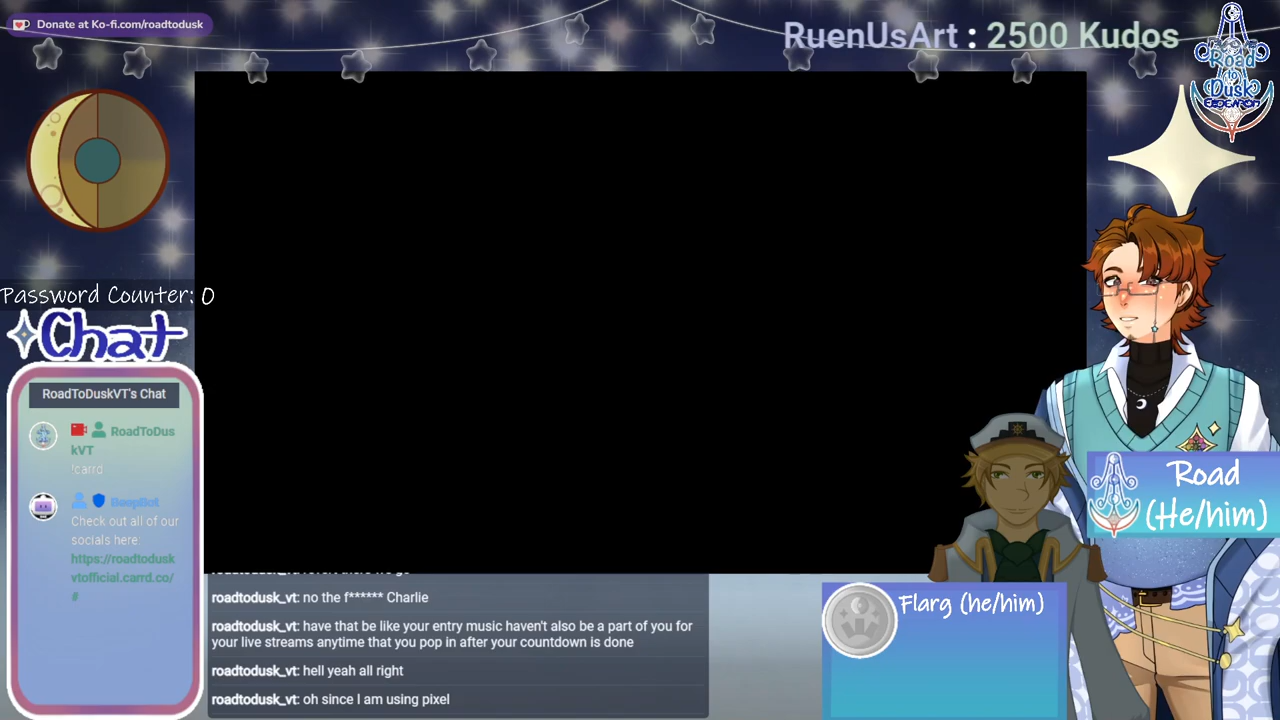 Donate at Ko-fi.com/roadtodusk
RuenUsArt : 2500 Kudos
Road
to
Dusk
Password Counter: 0
Chat
RoadToDuskVT's Chat
RoadToDus
kVT
!carrd
BeepBot
Check out all of our
socials here:
https://roadtodusk
vtofficial.carrd.co/
#
roadtodusk_vt: no the f****** Charlie
roadtodusk_vt: have that be like your entry music haven't also be a part of you for
your live streams anytime that you pop in after your countdown is done
roadtodusk_vt: hell yeah all right
roadtodusk_vt: oh since I am using pixel
Road
(He/him)
Flarg (he/him)